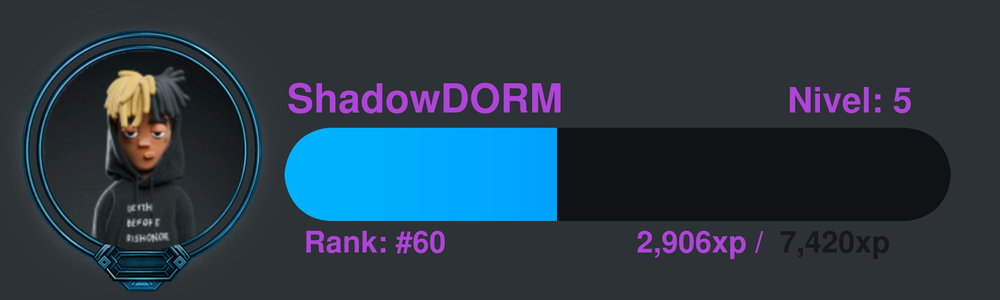 ShadowDORM
Nivel: 5
Rank: #60
2,906xp / 7,420xp
DEATH
BEFORE
DISHONOR